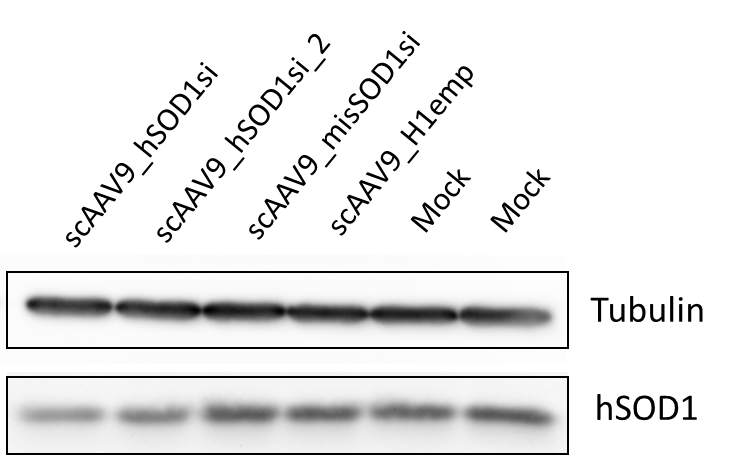 scAAV9_hSOD1si
scAAV9_hSOD1si_2
scAAV9_misSOD1si
scAAV9_H1emp
Mock
Mock
Tubulin
hSOD1